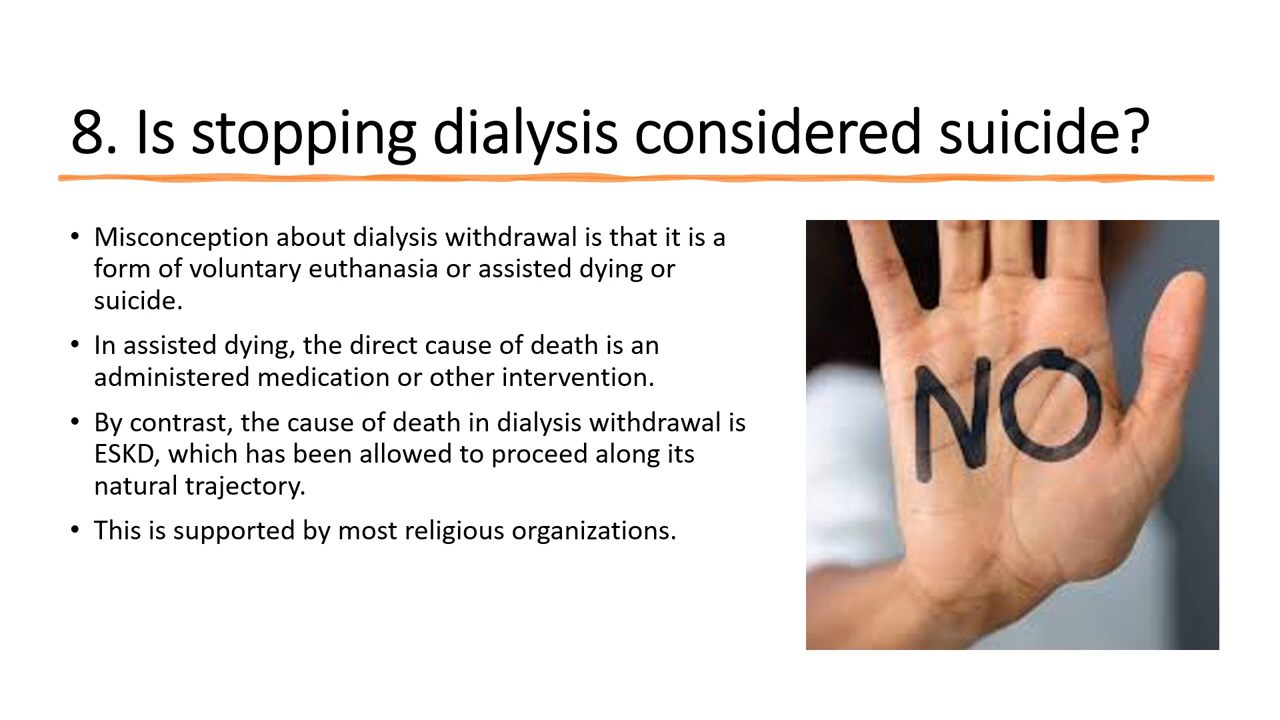 8. Is stopping dialysis considered suicide?
• Misconception about dialysis withdrawal is that it is a
form of voluntary euthanasia or assisted dying or
suicide.
• In assisted dying, the direct cause of death is an
administered medication or other intervention.
• By contrast, the cause of death in dialysis withdrawal is
ESKD, which has been allowed to proceed along its
natural trajectory.
• This is supported by most religious organizations.
NO